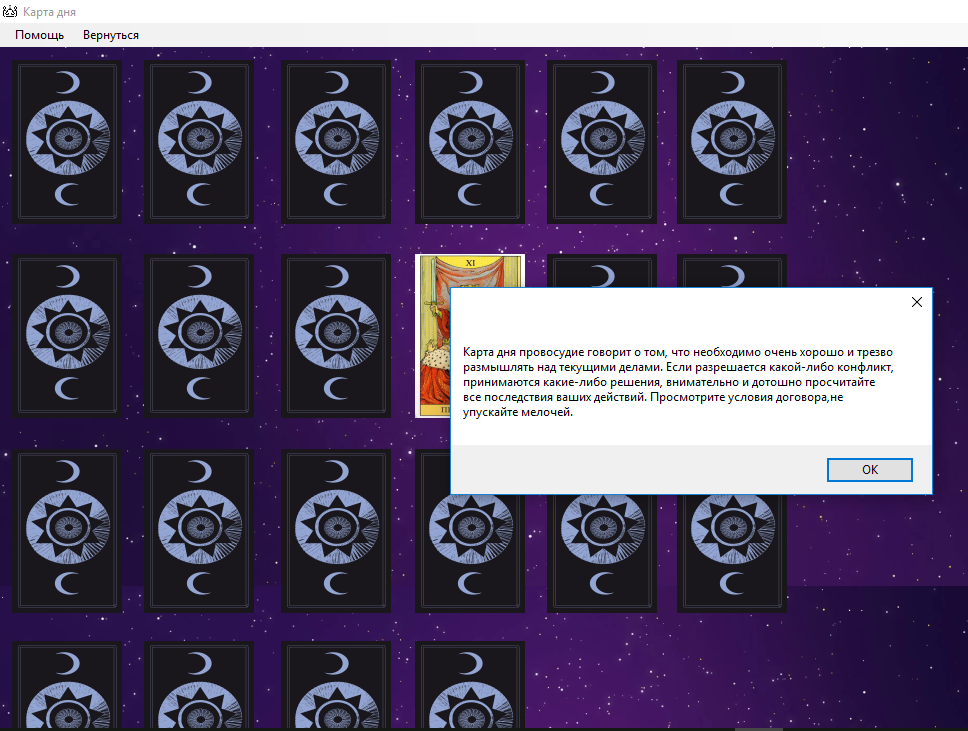 Карта дня
Помощь Вернуться
XI
Карта дня провосудие говорит о том, что необходимо очень хорошо и трезво
размышлять над текущими делами. Если разрешается какой-либо конфликт,
принимаются какие-либо решения, внимательно и дотошно просчитайте
все последствия ваших действий. Просмотрите условия договора,не
упускайте мелочей.
OK